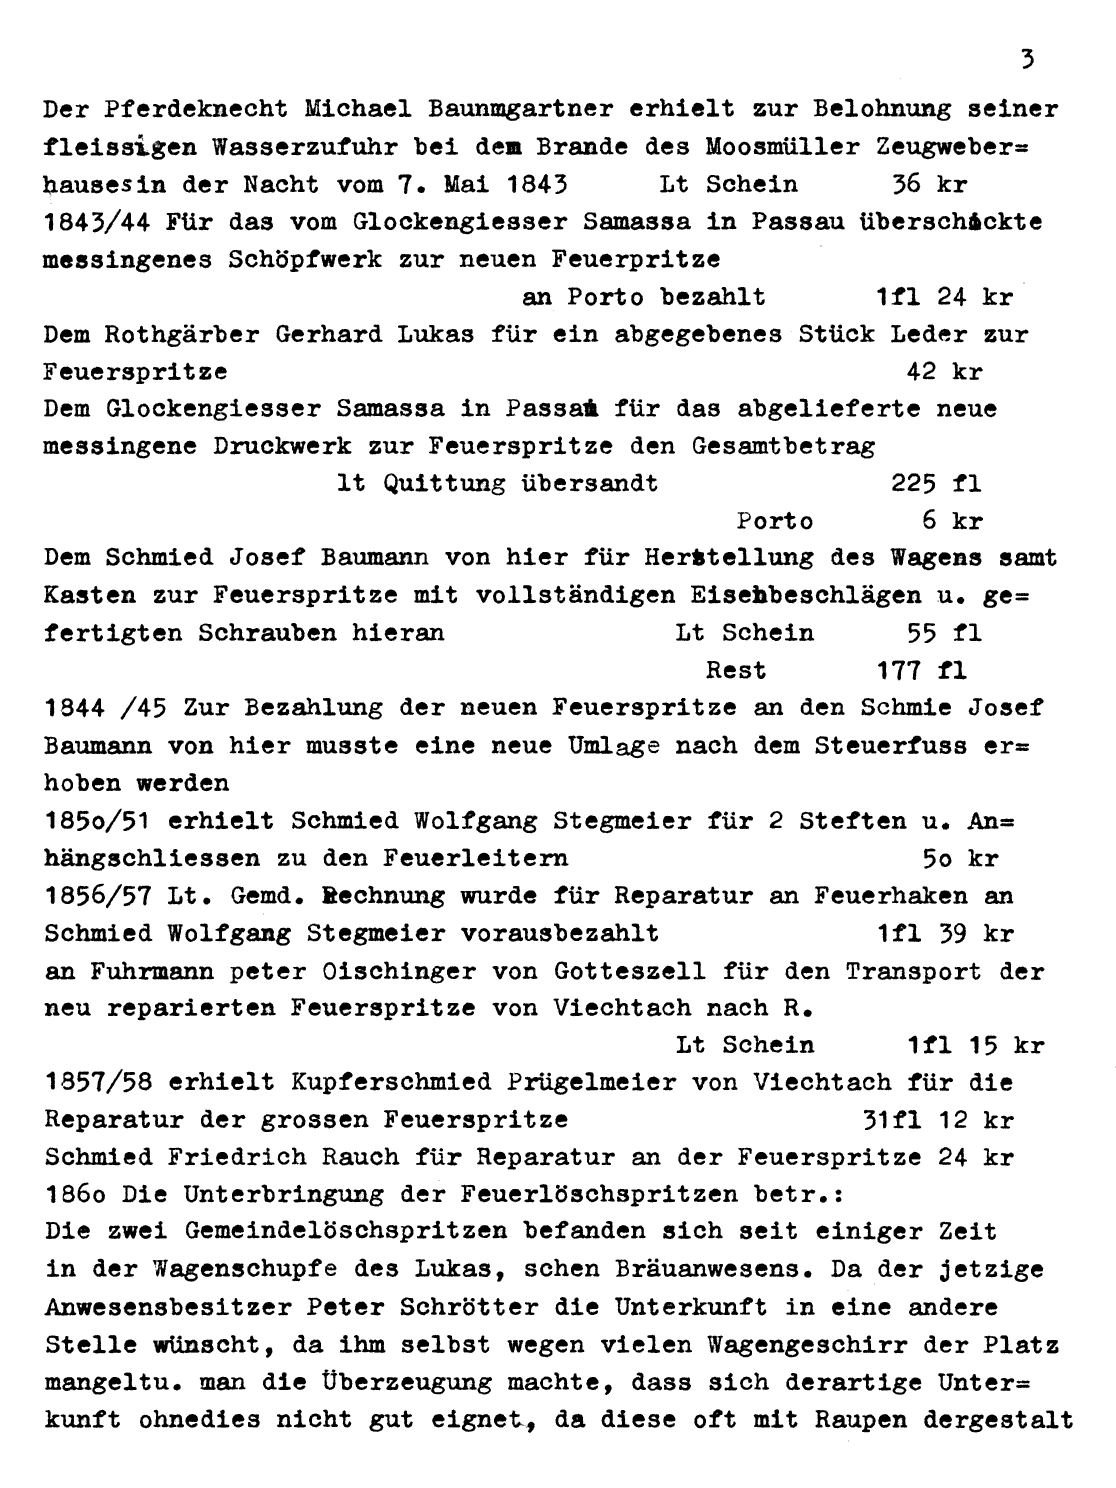 3
Der Pferdeknecht Michael Baunmgartner erhielt zur Belohnung seiner
fleissigen Wasserzufuhr bei dem Brande des Moosmüller Zeugweber=
hausesin der Nacht vom 7. Mai 1843 Lt Schein 36 kr
1843/44 Für das vom Glockengiesser Samassa in Passau überschickte
messingenes Schöpfwerk zur neuen Feuerpritze
an Porto bezahlt 1fl 24 kr
Dem Rothgärber Gerhard Lukas für ein abgegebenes Stück Leder zur
Feuerspritze 42 kr
Dem Glockengiesser Samassa in Passau für das abgelieferte neue
messingene Druckwerk zur Feuerspritze den Gesamtbetrag
lt Quittung übersandt 225 fl
Porto 6 kr
Dem Schmied Josef Baumann von hier für Herstellung des Wagens samt
Kasten zur Feuerspritze mit vollständigen Eisenbeschlägen u. ge=
fertigten Schrauben hieran Lt Schein 55 fl
Rest 177 fl
1844 /45 Zur Bezahlung der neuen Feuerspritze an den Schmie Josef
Baumann von hier musste eine neue Umlage nach dem Steuerfuss er=
hoben werden
185o/51 erhielt Schmied Wolfgang Stegmeier für 2 Steften u. An=
hängschliessen zu den Feuerleitern 5o kr
1856/57 Lt. Gemd. Rechnung wurde für Reparatur an Feuerhaken an
Schmied Wolfgang Stegmeier vorausbezahlt 1fl 39 kr
an Fuhrmann peter Oischinger von Gotteszell für den Transport der
neu reparierten Feuerspritze von Viechtach nach R.
Lt Schein 1fl 15 kr
1857/58 erhielt Kupferschmied Prügelmeier von Viechtach für die
Reparatur der grossen Feuerspritze 31fl 12 kr
Schmied Friedrich Rauch für Reparatur an der Feuerspritze 24 kr
186o Die Unterbringung der Feuerlöschspritzen betr.:
Die zwei Gemeindelöschspritzen befanden sich seit einiger Zeit
in der Wagenschupfe des Lukas, schen Bräuanwesens. Da der jetzige
Anwesensbesitzer Peter Schrötter die Unterkunft in eine andere
Stelle wünscht, da ihm selbst wegen vielen Wagengeschirr der Platz
mangeltu. man die Überzeugung machte, dass sich derartige Unter=
kunft ohnedies nicht gut eignet, da diese oft mit Raupen dergestalt